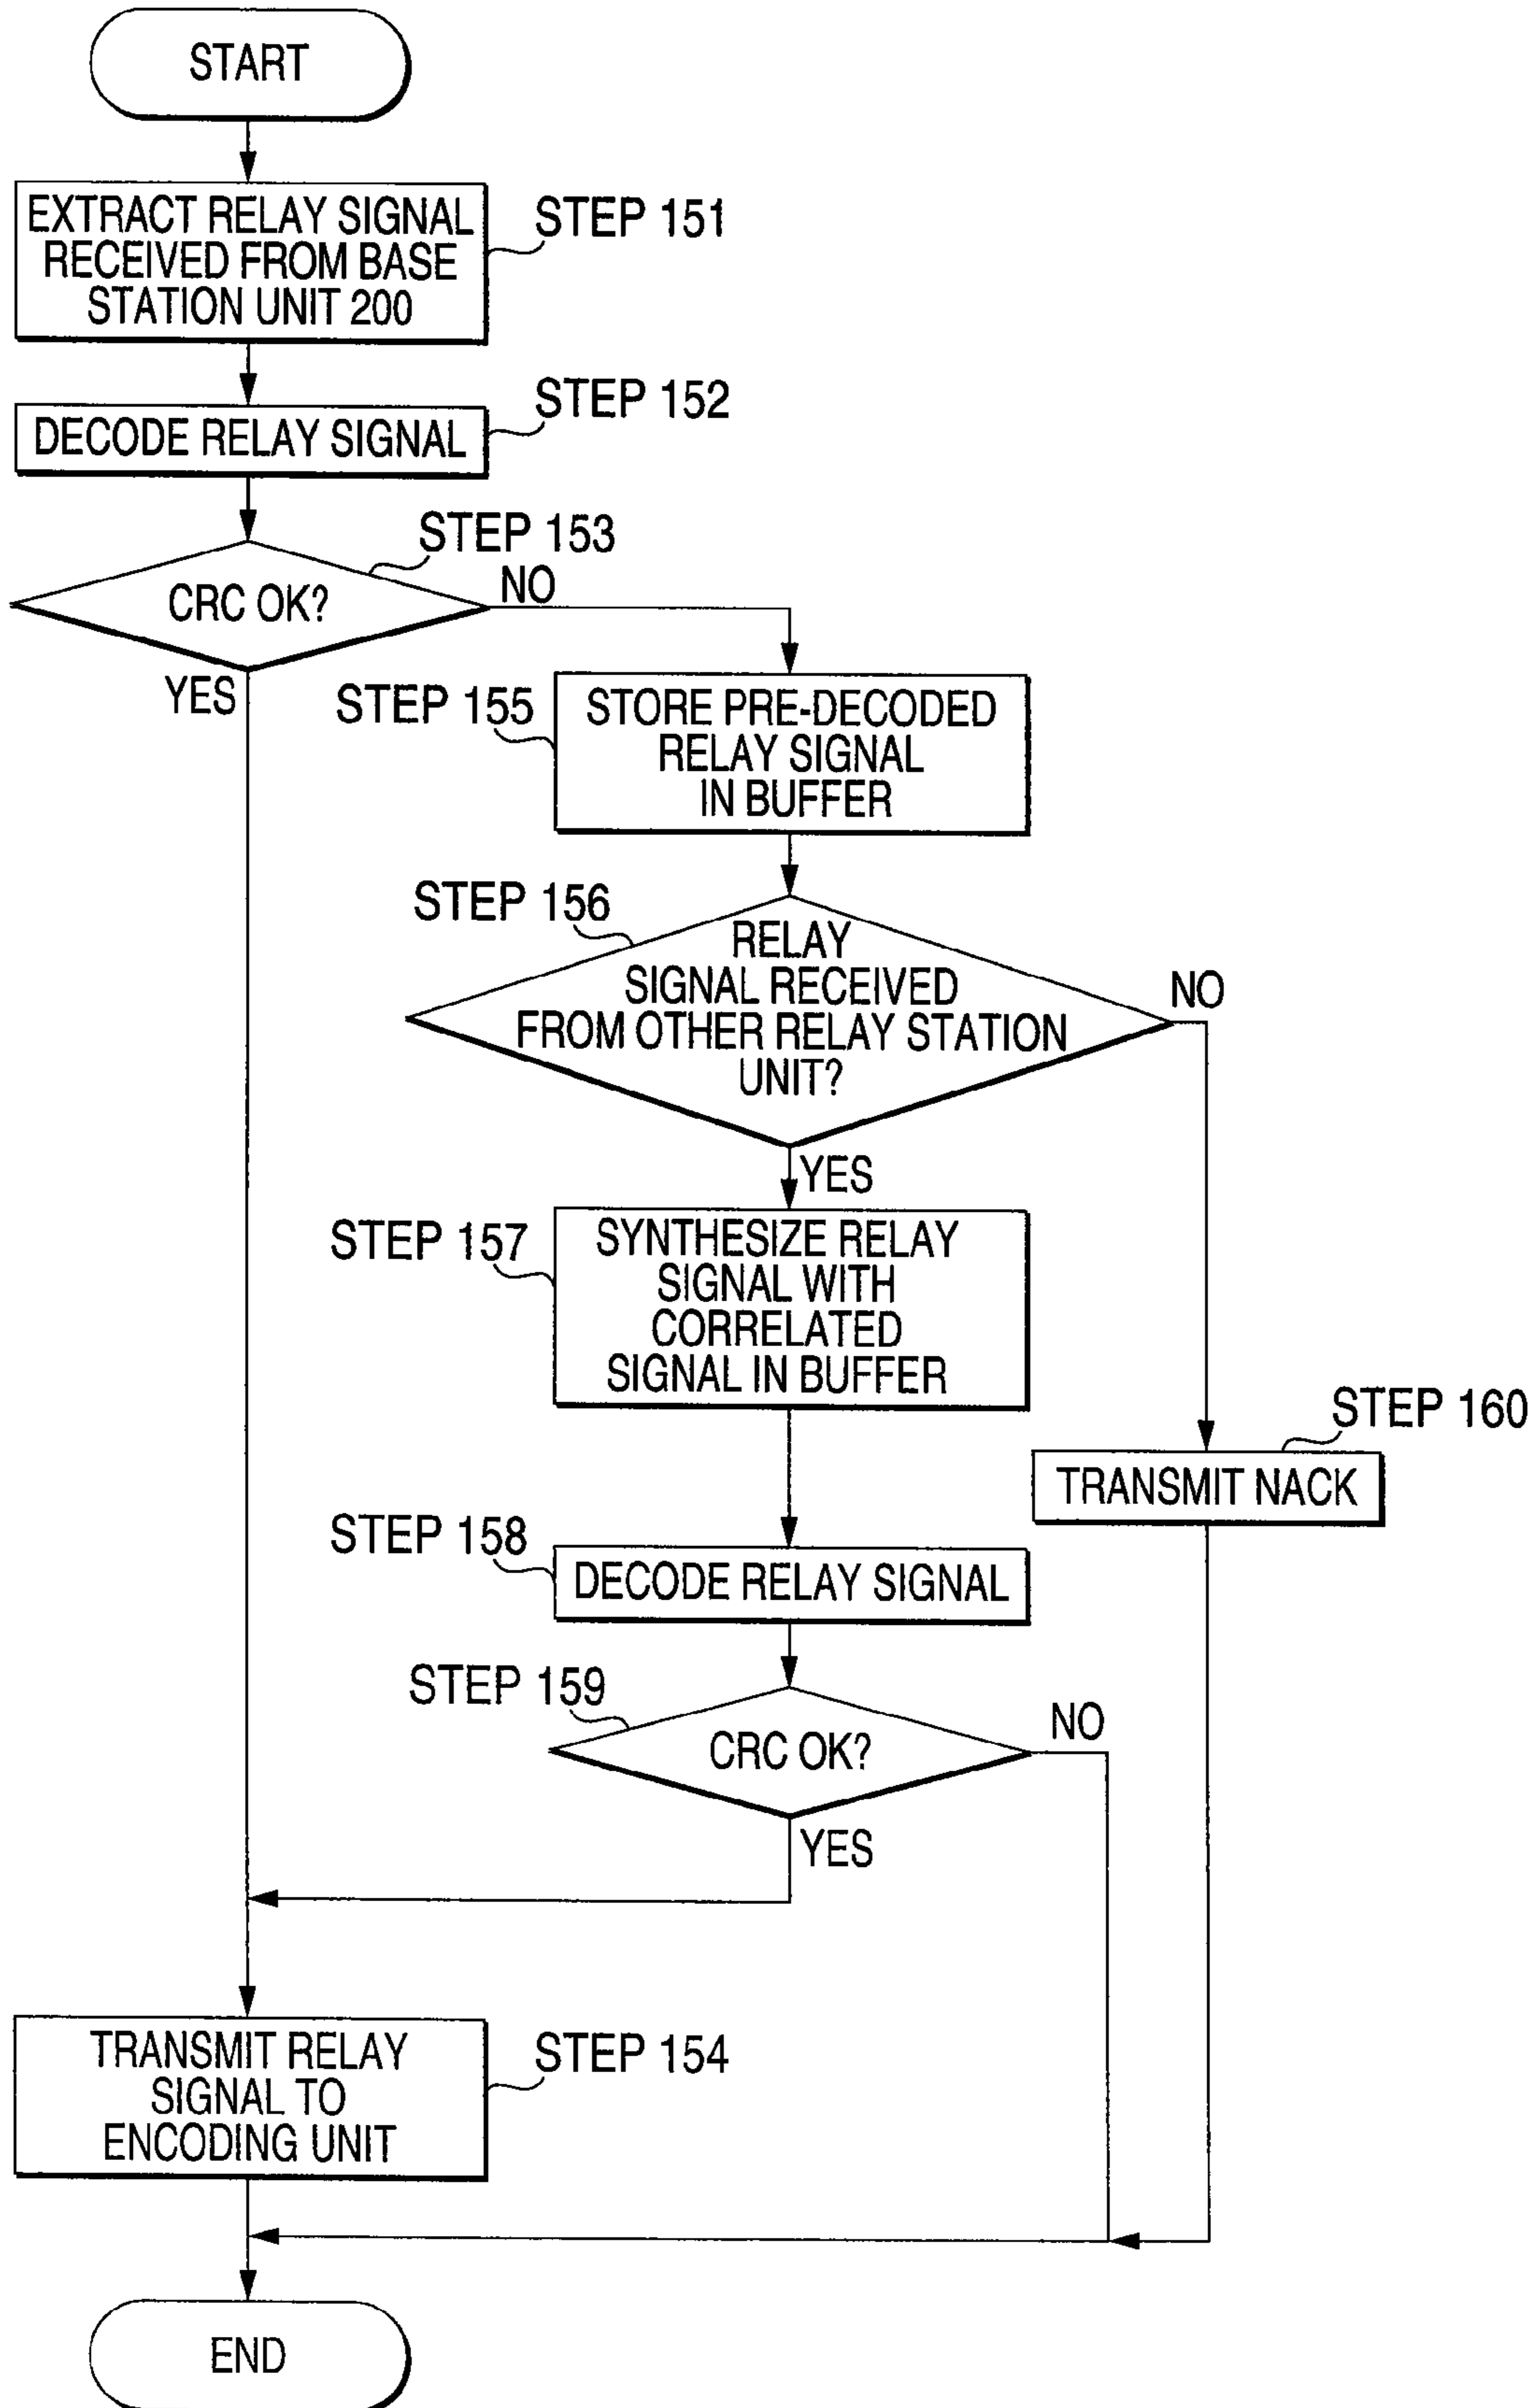 START
EXTRACT RELAY SIGNAL
RECEIVED FROM BASE
STATION UNIT 200
STEP 151
DECODE RELAY SIGNAL
STEP 152
STEP 153
CRC OK?
NO
YES
STEP 155
STORE PRE-DECODED
RELAY SIGNAL
IN BUFFER
STEP 156
RELAY
SIGNAL RECEIVED
FROM OTHER RELAY STATION
UNIT?
NO
YES
STEP 157
SYNTHESIZE RELAY
SIGNAL WITH
CORRELATED
SIGNAL IN BUFFER
STEP 160
TRANSMIT NACK
STEP 158
DECODE RELAY SIGNAL
STEP 159
CRC OK?
NO
YES
TRANSMIT RELAY
SIGNAL TO
ENCODING UNIT
STEP 154
END